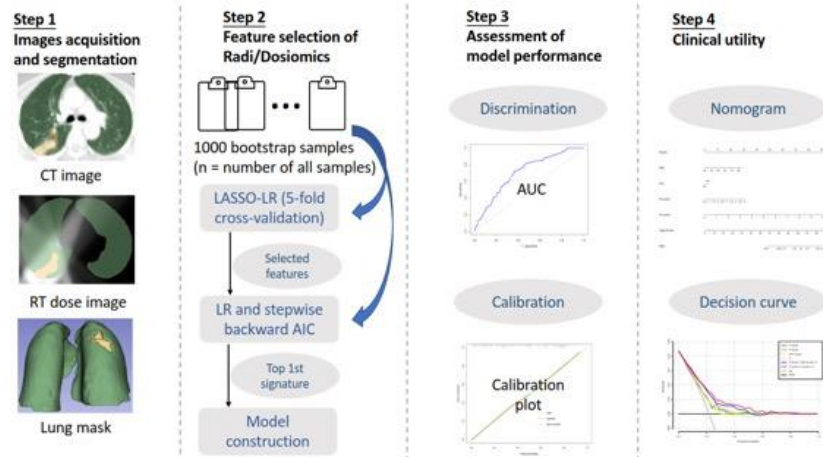 Step 1
Images acquisition
and segmentation
CT image
RT dose image
Lung mask
Step 2
Feature selection of
Radi/Dosiomics
1000 bootstrap samples
(n = number of all samples)
LASSO-LR (5-fold
cross-validation)
Selected
features
LR and stepwise
backward AIC
Top 1st
signature
Model
construction
Step 3
Assessment of
model performance
Discrimination
AUC
Calibration
Calibration
plot
Step 4
Clinical utility
Nomogram
Decision curve